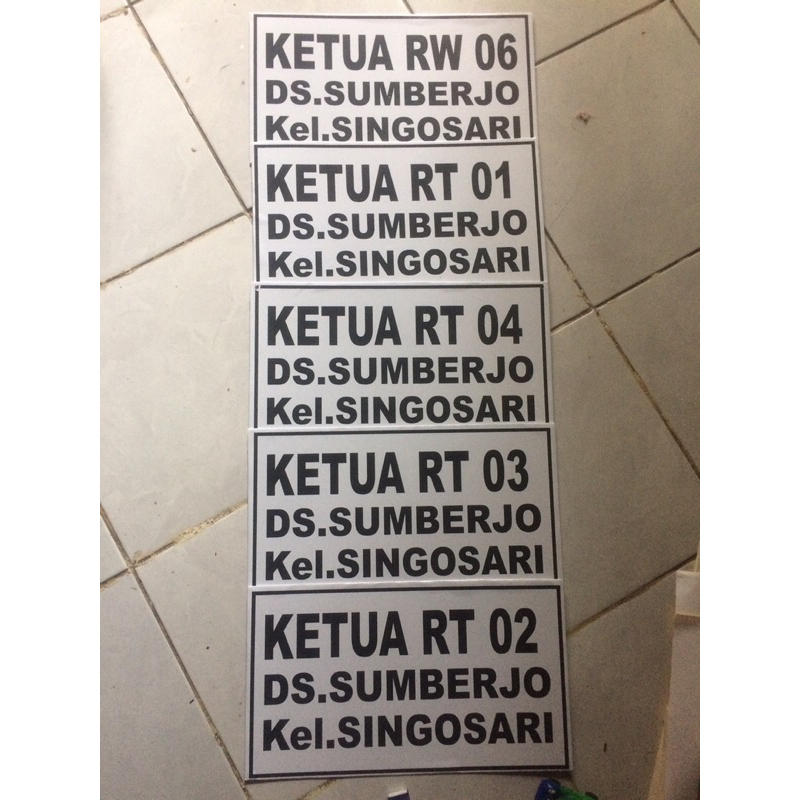 KETUA RW 06
DS.SUMBERJO
Kel.SINGOSARI
KETUA RT 01
DS.SUMBERJO
Kel.SINGOSARI
KETUA RT 04
DS.SUMBERJO
Kel.SINGOSARI
KETUA RT 03
DS.SUMBERJO
Kel.SINGOSARI
KETUA RT 02
DS.SUMBERJO
Kel.SINGOSARI